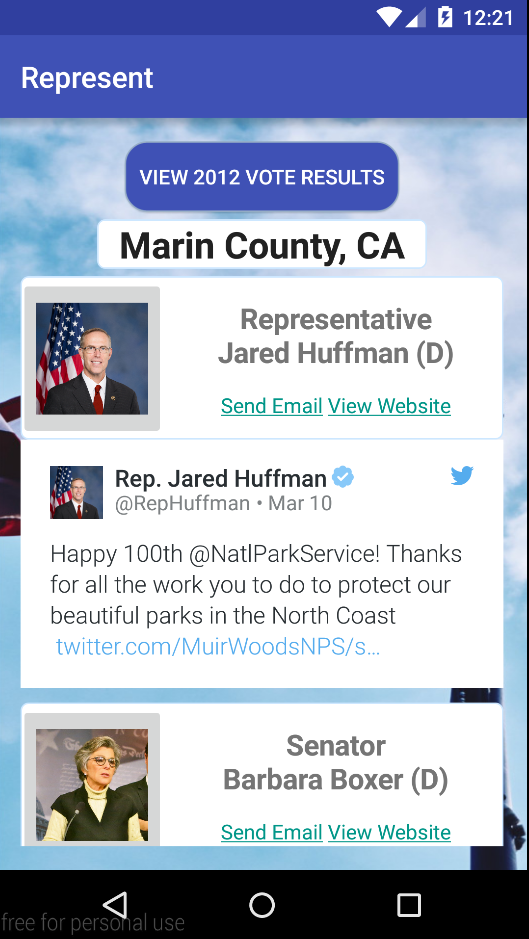 12:21
Represent
VIEW 2012 VOTE RESULTS
Marin County, CA
Representative
Jared Huffman (D)
Send Email View Website
Rep. Jared Huffman
@RepHuffman • Mar 10
Happy 100th @NatlParkService! Thanks
for all the work you to do to protect our
beautiful parks in the North Coast
twitter.com/MuirWoodsNPS/s…
Senator
Barbara Boxer (D)
Send Email View Website
free for personal use